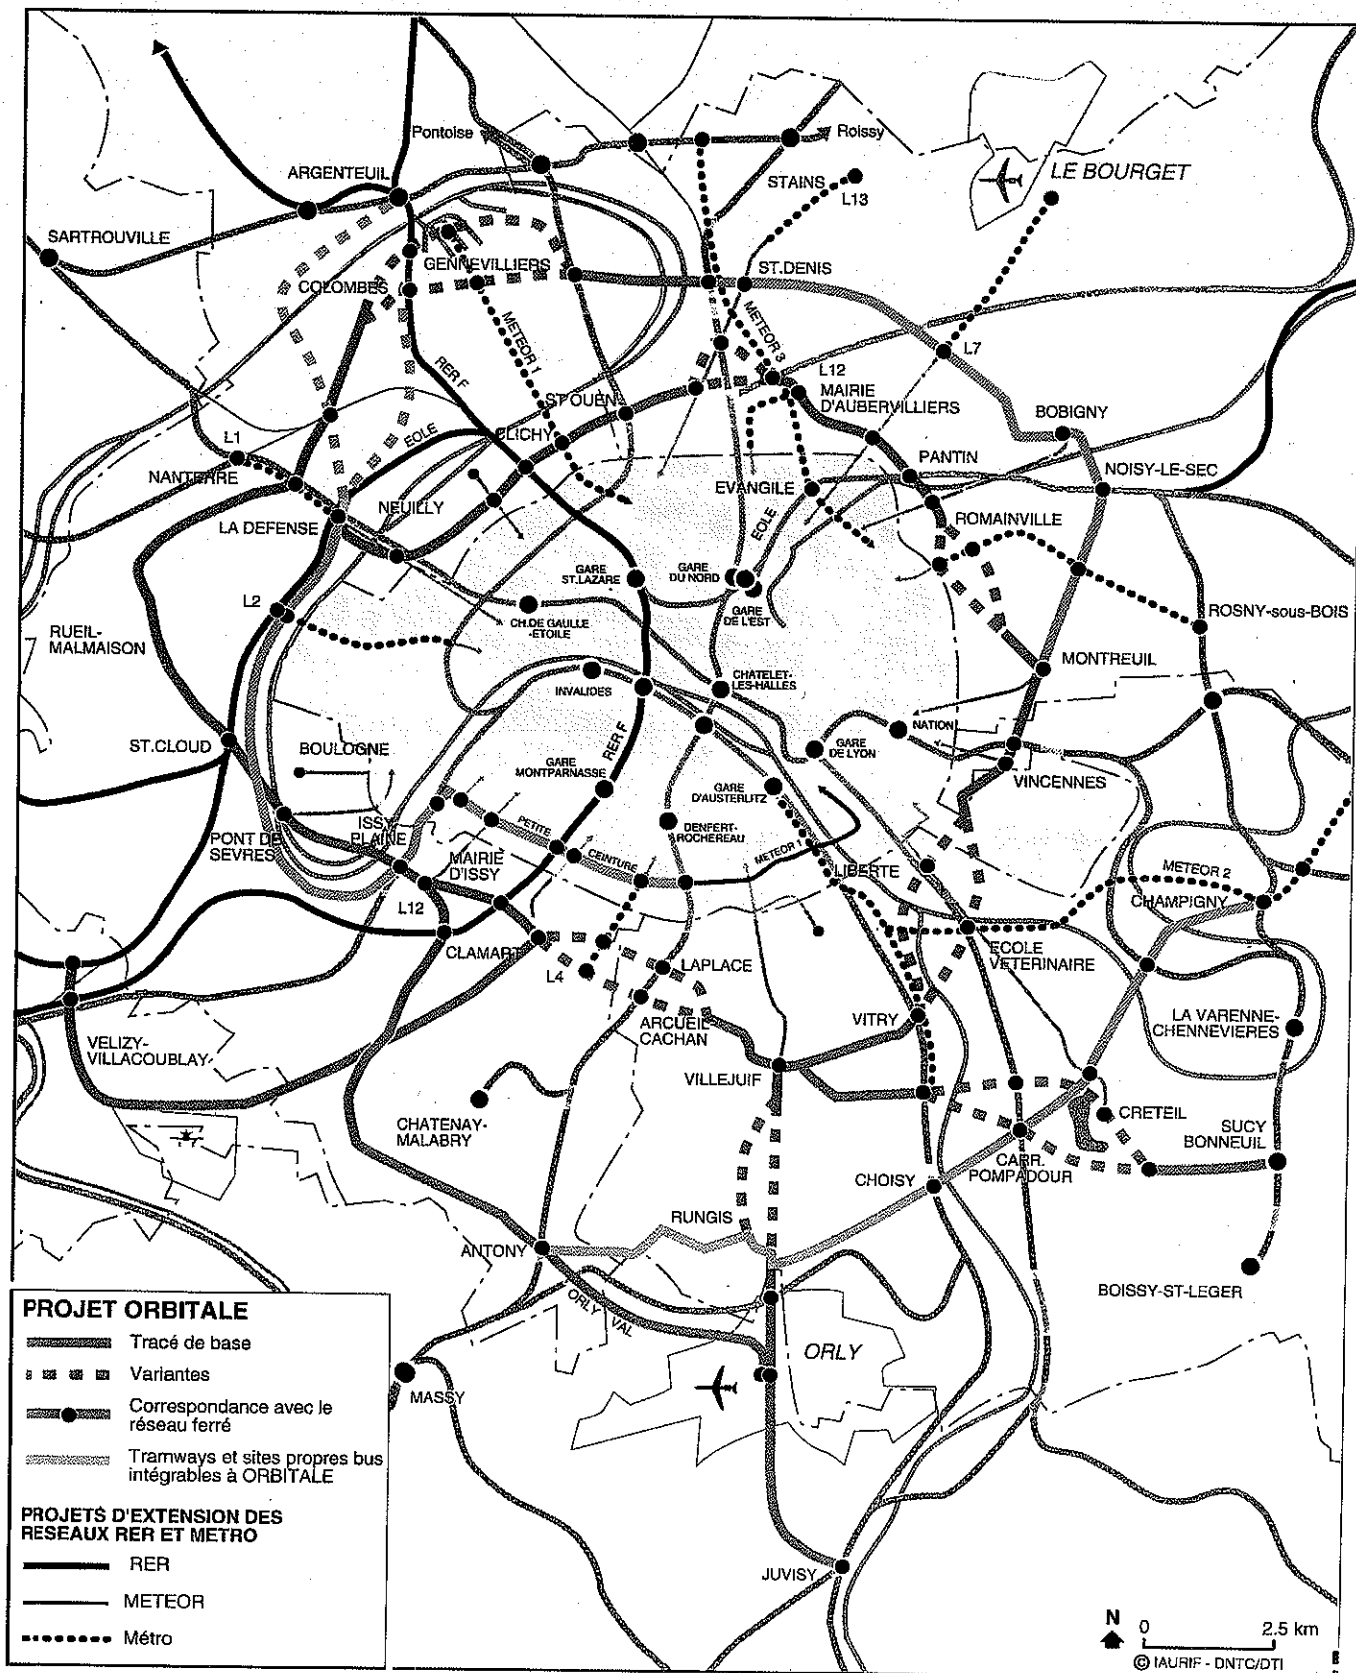 Pontoise
Roissy
ARGENTEUIL
STAINS
L13
LE BOURGET
SARTROUVILLE
GENNEVILLIERS
ST.DENIS
COLOMBES
METEOR 1
METEOR 3
L7
RER F
L12
MAIRIE
D'AUBERVILLIERS
ST OUEN
BOBIGNY
L1
EOLE
CLICHY
PANTIN
NOISY-LE-SEC
NANTERRE
NEUILLY
EVANGILE
LA DEFENSE
ROMAINVILLE
EOLE
GARE
ST.LAZARE
GARE
DU NORD
GARE
DE L'EST
L2
CH.DE GAULLE
-ETOILE
ROSNY-sous-BOIS
RUEIL-
MALMAISON
MONTREUIL
CHATELET-
LES-HALLES
INVALIDES
NATION
ST.CLOUD
BOULOGNE
GARE
DE LYON
GARE
MONTPARNASSE
RER F
VINCENNES
GARE
D'AUSTERLITZ
ISSY
PLAINE
PETITE
CEINTURE
DENFERT-
ROCHEREAU
PONT DE
SEVRES
MAIRIE
D'ISSY
METEOR 1
LIBERTE
METEOR 2
CHAMPIGNY
L12
CLAMART
L4
LAPLACE
ECOLE
VETERINAIRE
ARCUEIL-
CACHAN
VITRY
LA VARENNE-
CHENNEVIERES
VELIZY-
VILLACOUBLAY
VILLEJUIF
CHATENAY-
MALABRY
CRETEIL
SUCY
BONNEUIL
CARR.
POMPADOUR
CHOISY
RUNGIS
ANTONY
BOISSY-ST-LEGER
ORLY VAL
ORLY
MASSY
JUVISY
PROJET ORBITALE
Tracé de base
Variantes
Correspondance avec le
réseau ferré
Tramways et sites propres bus
intégrables à ORBITALE
PROJETS D'EXTENSION DES
RESEAUX RER ET METRO
RER
METEOR
Métro
N
0 2.5 km
© IAURIF - DNTC/DTI